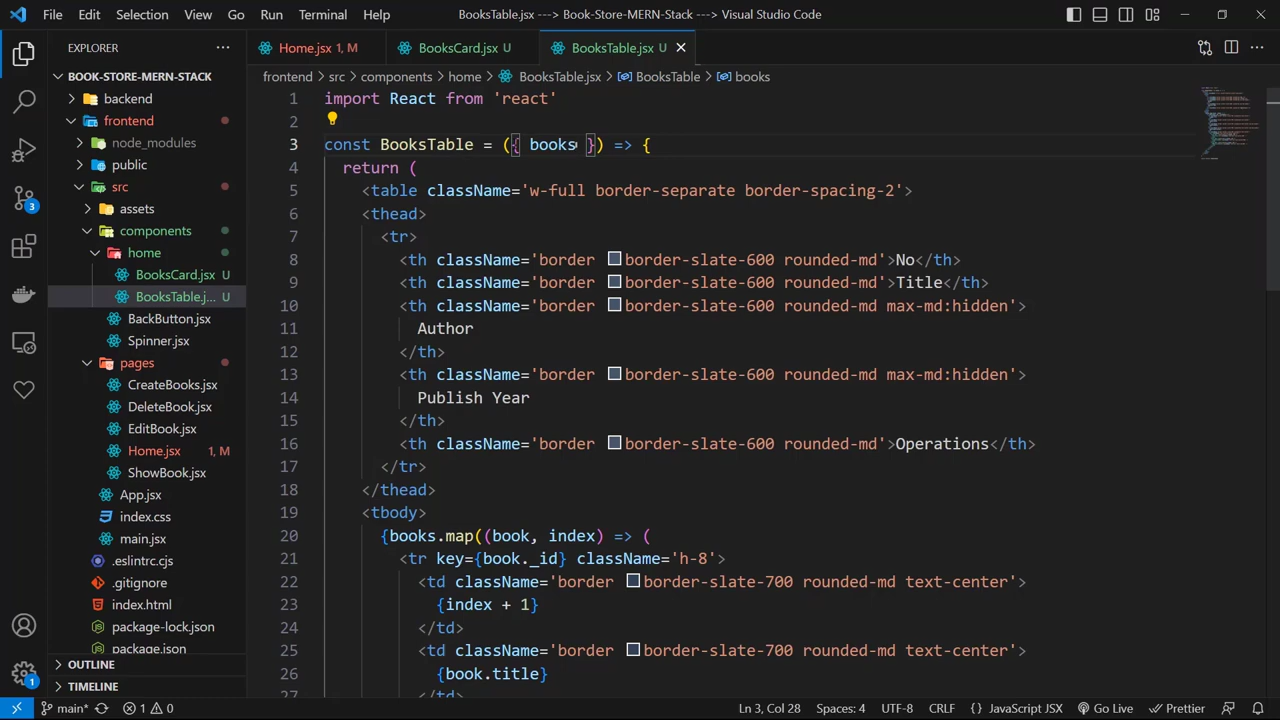 File Edit Selection View Go Run Terminal Help
BooksTable.jsx ---> Book-Store-MERN-Stack ---> Visual Studio Code
EXPLORER
BOOK-STORE-MERN-STACK
backend
frontend
node_modules
public
src
assets
components
home
BooksCard.jsx U
BooksTable.j... U
BackButton.jsx
Spinner.jsx
pages
CreateBooks.jsx
DeleteBook.jsx
EditBook.jsx
Home.jsx 1, M
ShowBook.jsx
App.jsx
index.css
main.jsx
.eslintrc.cjs
.gitignore
index.html
package-lock.json
package.json
OUTLINE
TIMELINE
3
1
Home.jsx 1, M BooksCard.jsx U BooksTable.jsx U
frontend > src > components > home > BooksTable.jsx > BooksTable > books
1 import React from 'react'
2
3 const BooksTable = ({ books }) => {
4 return (
5 <table className='w-full border-separate border-spacing-2'>
6 <thead>
7 <tr>
8 <th className='border border-slate-600 rounded-md'>No</th>
9 <th className='border border-slate-600 rounded-md'>Title</th>
10 <th className='border border-slate-600 rounded-md max-md:hidden'>
11 Author
12 </th>
13 <th className='border border-slate-600 rounded-md max-md:hidden'>
14 Publish Year
15 </th>
16 <th className='border border-slate-600 rounded-md'>Operations</th>
17 </tr>
18 </thead>
19 <tbody>
20 {books.map((book, index) => (
21 <tr key={book._id} className='h-8'>
22 <td className='border border-slate-700 rounded-md text-center'>
23 {index + 1}
24 </td>
25 <td className='border border-slate-700 rounded-md text-center'>
26 {book.title}
27 </td>
main* 1 0 Ln 3, Col 28 Spaces: 4 UTF-8 CRLF {} JavaScript JSX Go Live Prettier